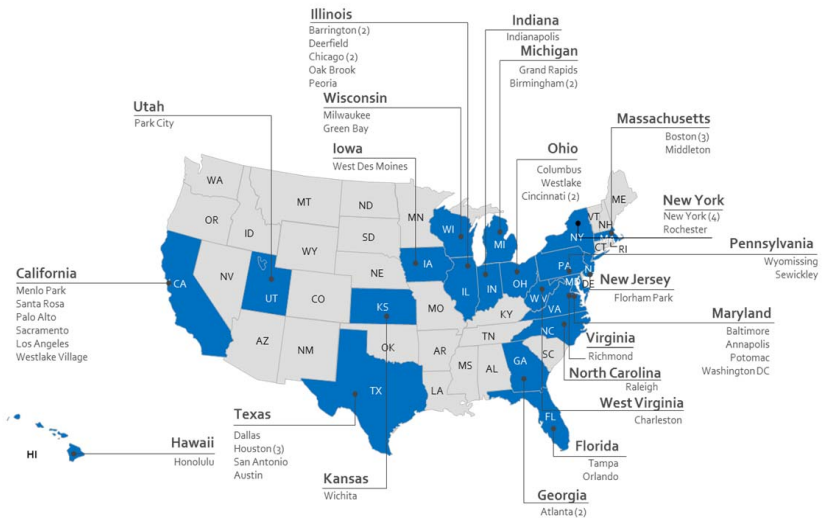 Illinois
Barrington (2)
Deerfield
Chicago (2)
Oak Brook
Peoria
Indiana
Indianapolis
Michigan
Grand Rapids
Birmingham (2)
Wisconsin
Milwaukee
Green Bay
Utah
Park City
Iowa
West Des Moines
Ohio
Columbus
Westlake
Cincinnati (2)
Massachusetts
Boston (3)
Middleton
New York
New York (4)
Rochester
Pennsylvania
Wyomissing
Sewickley
New Jersey
Florham Park
Maryland
Baltimore
Annapolis
Potomac
Washington DC
Virginia
Richmond
North Carolina
Raleigh
West Virginia
Charleston
Florida
Tampa
Orlando
Georgia
Atlanta (2)
Kansas
Wichita
Texas
Dallas
Houston (3)
San Antonio
Austin
Hawaii
Honolulu
California
Menlo Park
Santa Rosa
Palo Alto
Sacramento
Los Angeles
Westlake Village
WA
OR
CA
ID
NV
MT
WY
UT
AZ
CO
NM
ND
SD
NE
KS
OK
TX
MN
IA
MO
AR
LA
WI
IL
MS
MI
IN
KY
TN
AL
OH
GA
FL
SC
NC
VA
WV
PA
NY
VT
NH
ME
CT
RI
DE
HI